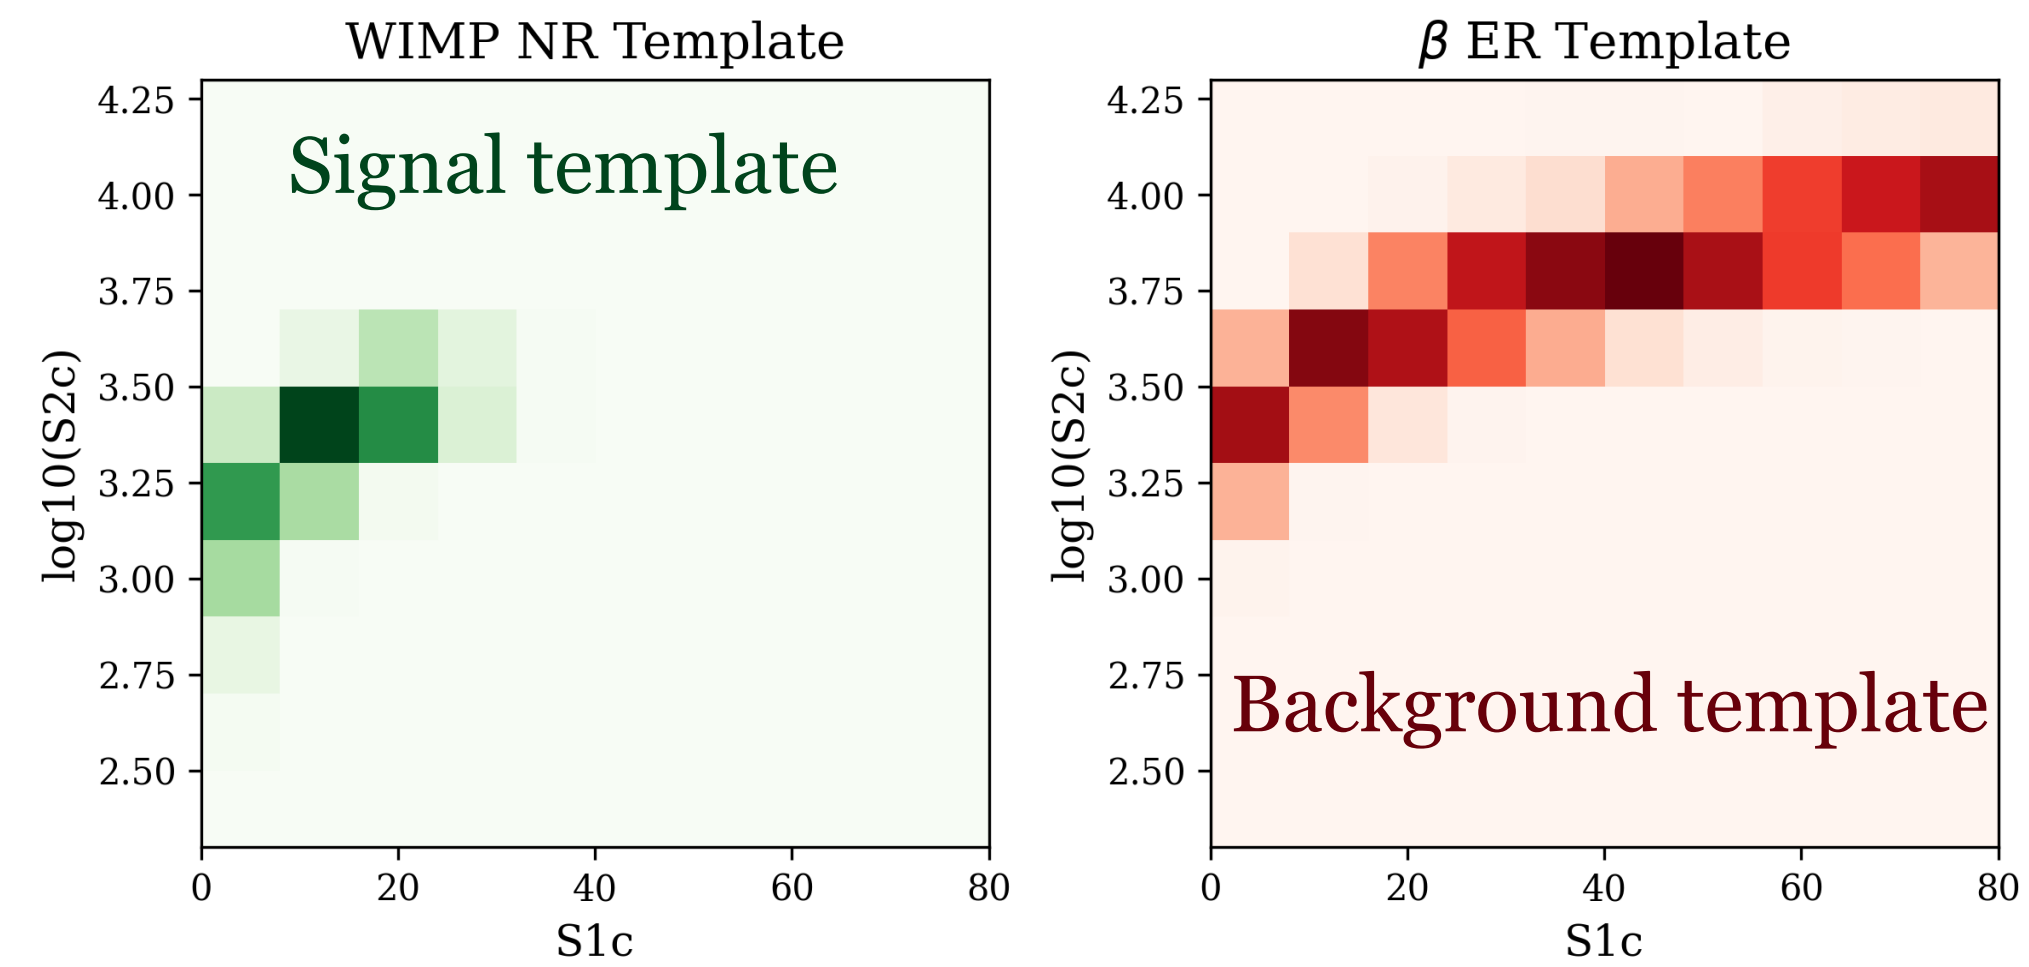 WIMP NR Template
Signal template
4.25
4.00
3.75
3.50
3.25
3.00
2.75
2.50
log10(S2c)
0 20 40 60 80
S1c
β ER Template
Background template
4.25
4.00
3.75
3.50
3.25
3.00
2.75
2.50
log10(S2c)
0 20 40 60 80
S1c